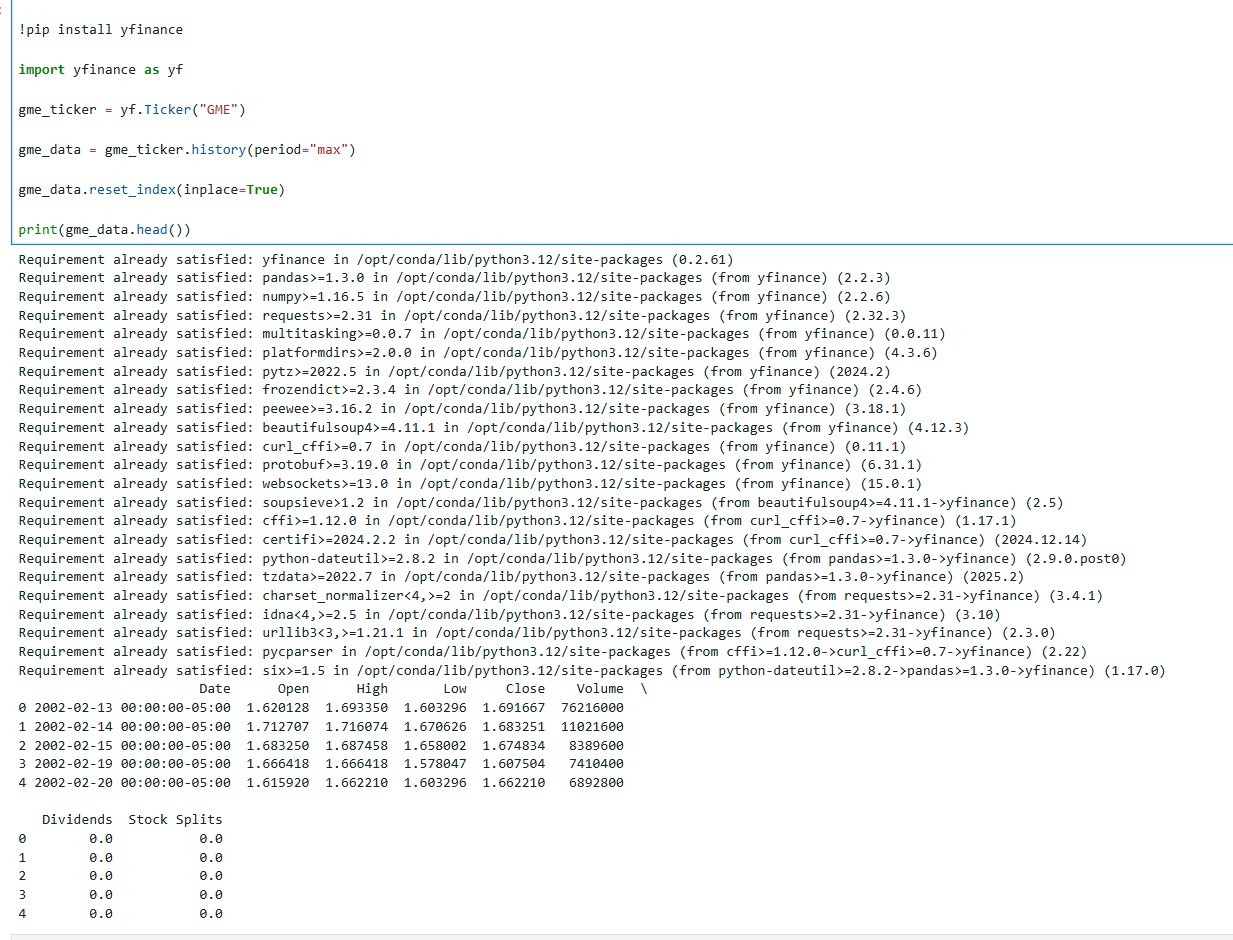 !pip install yfinance
import yfinance as yf
gme_ticker = yf.Ticker("GME")
gme_data = gme_ticker.history(period="max")
gme_data.reset_index(inplace=True)
print(gme_data.head())
Requirement already satisfied: yfinance in /opt/conda/lib/python3.12/site-packages (0.2.61)
Requirement already satisfied: pandas>=1.3.0 in /opt/conda/lib/python3.12/site-packages (from yfinance) (2.2.3)
Requirement already satisfied: numpy>=1.16.5 in /opt/conda/lib/python3.12/site-packages (from yfinance) (2.2.6)
Requirement already satisfied: requests>=2.31 in /opt/conda/lib/python3.12/site-packages (from yfinance) (2.32.3)
Requirement already satisfied: multitasking>=0.0.7 in /opt/conda/lib/python3.12/site-packages (from yfinance) (0.0.11)
Requirement already satisfied: platformdirs>=2.0.0 in /opt/conda/lib/python3.12/site-packages (from yfinance) (4.3.6)
Requirement already satisfied: pytz>=2022.5 in /opt/conda/lib/python3.12/site-packages (from yfinance) (2024.2)
Requirement already satisfied: frozendict>=2.3.4 in /opt/conda/lib/python3.12/site-packages (from yfinance) (2.4.6)
Requirement already satisfied: peewee>=3.16.2 in /opt/conda/lib/python3.12/site-packages (from yfinance) (3.18.1)
Requirement already satisfied: beautifulsoup4>=4.11.1 in /opt/conda/lib/python3.12/site-packages (from yfinance) (4.12.3)
Requirement already satisfied: curl_cffi>=0.7 in /opt/conda/lib/python3.12/site-packages (from yfinance) (0.11.1)
Requirement already satisfied: protobuf>=3.19.0 in /opt/conda/lib/python3.12/site-packages (from yfinance) (6.31.1)
Requirement already satisfied: websockets>=13.0 in /opt/conda/lib/python3.12/site-packages (from yfinance) (15.0.1)
Requirement already satisfied: soupsieve>1.2 in /opt/conda/lib/python3.12/site-packages (from beautifulsoup4>=4.11.1->yfinance) (2.5)
Requirement already satisfied: cffi>=1.12.0 in /opt/conda/lib/python3.12/site-packages (from curl_cffi>=0.7->yfinance) (1.17.1)
Requirement already satisfied: certifi>=2024.2.2 in /opt/conda/lib/python3.12/site-packages (from curl_cffi>=0.7->yfinance) (2024.12.14)
Requirement already satisfied: python-dateutil>=2.8.2 in /opt/conda/lib/python3.12/site-packages (from pandas>=1.3.0->yfinance) (2.9.0.post0)
Requirement already satisfied: tzdata>=2022.7 in /opt/conda/lib/python3.12/site-packages (from pandas>=1.3.0->yfinance) (2025.2)
Requirement already satisfied: charset_normalizer<4,>=2 in /opt/conda/lib/python3.12/site-packages (from requests>=2.31->yfinance) (3.4.1)
Requirement already satisfied: idna<4,>=2.5 in /opt/conda/lib/python3.12/site-packages (from requests>=2.31->yfinance) (3.10)
Requirement already satisfied: urllib3<3,>=1.21.1 in /opt/conda/lib/python3.12/site-packages (from requests>=2.31->yfinance) (2.3.0)
Requirement already satisfied: pycparser in /opt/conda/lib/python3.12/site-packages (from cffi>=1.12.0->curl_cffi>=0.7->yfinance) (2.22)
Requirement already satisfied: six>=1.5 in /opt/conda/lib/python3.12/site-packages (from python-dateutil>=2.8.2->pandas>=1.3.0->yfinance) (1.17.0)
Date Open High Low Close Volume \
0 2002-02-13 00:00:00-05:00 1.620128 1.693350 1.603296 1.691667 76216000
1 2002-02-14 00:00:00-05:00 1.712707 1.716074 1.670626 1.683251 11021600
2 2002-02-15 00:00:00-05:00 1.683250 1.687458 1.658002 1.674834 8389600
3 2002-02-19 00:00:00-05:00 1.666418 1.666418 1.578047 1.607504 7410400
4 2002-02-20 00:00:00-05:00 1.615920 1.662210 1.603296 1.662210 6892800
Dividends Stock Splits
0 0.0 0.0
1 0.0 0.0
2 0.0 0.0
3 0.0 0.0
4 0.0 0.0